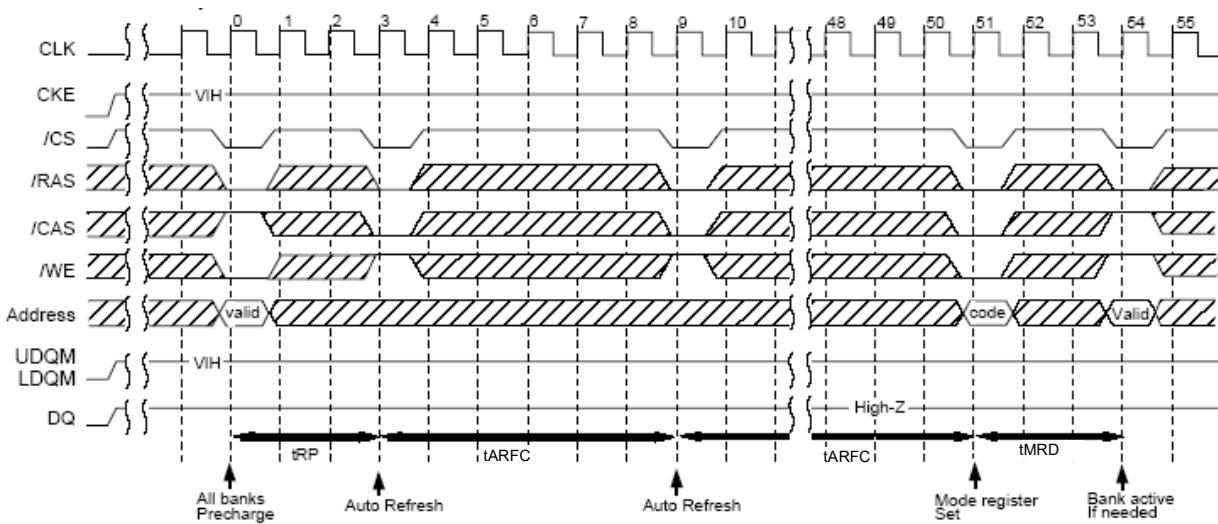 0 1 2 3 4 5 6 7 8 9 10 48 49 50 51 52 53 54 55
CLK
CKE VIH
/CS
/RAS
/CAS
/WE
Address valid code Valid
UDQM VIH
LDQM
DQ High-Z
tRP tARFC tARFC tMRD
All banks
Precharge
Auto Refresh
Auto Refresh
Mode register
Set
Bank active
If needed